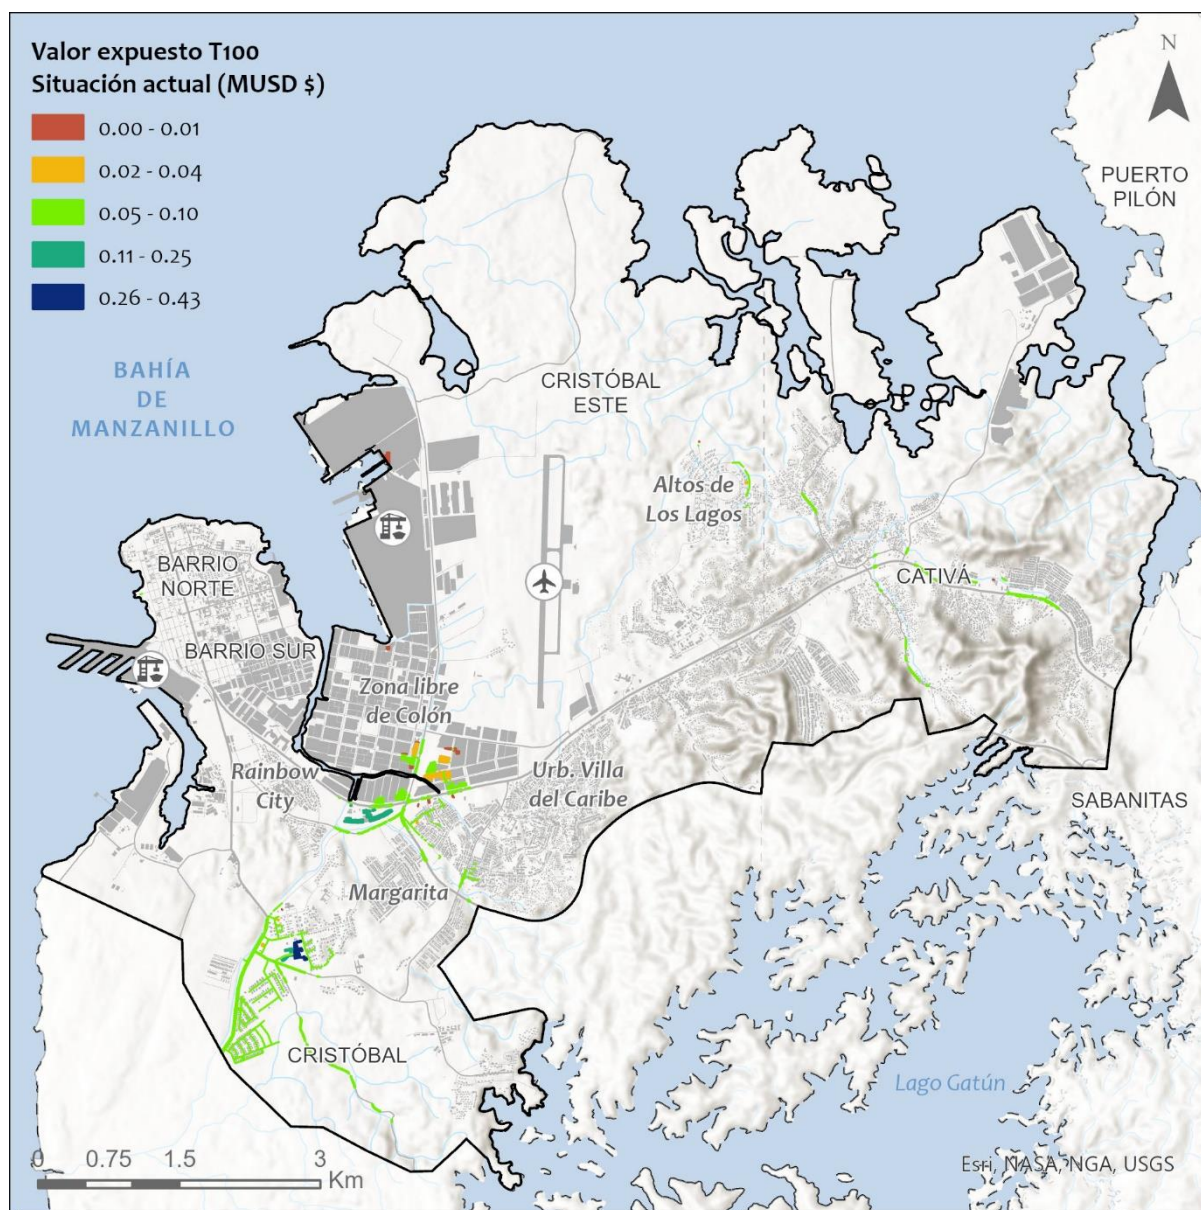 Valor expuesto T100
Situación actual (MUSD $)
0.00 - 0.01
0.02 - 0.04
0.05 - 0.10
0.11 - 0.25
0.26 - 0.43
N
PUERTO
PILÓN
BAHÍA
DE
MANZANILLO
CRISTÓBAL
ESTE
Altos de
Los Lagos
BARRIO
NORTE
CATIVÁ
BARRIO SUR
Zona libre
de Colón
Rainbow
City
Urb. Villa
del Caribe
SABANITAS
Margarita
CRISTÓBAL
Lago Gatún
0 0.75 1.5 3
Km
Esri, NASA, NGA, USGS